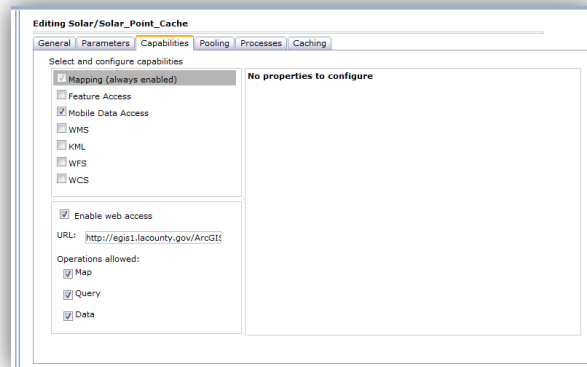 Editing Solar/Solar_Point_Cache
General Parameters Capabilities Pooling Processes Caching
Select and configure capabilities
Mapping (always enabled)
Feature Access
Mobile Data Access
WMS
KML
WFS
WCS
No properties to configure
Enable web access
URL: http://egis1.lacounty.gov/ArcGIS
Operations allowed:
Map
Query
Data